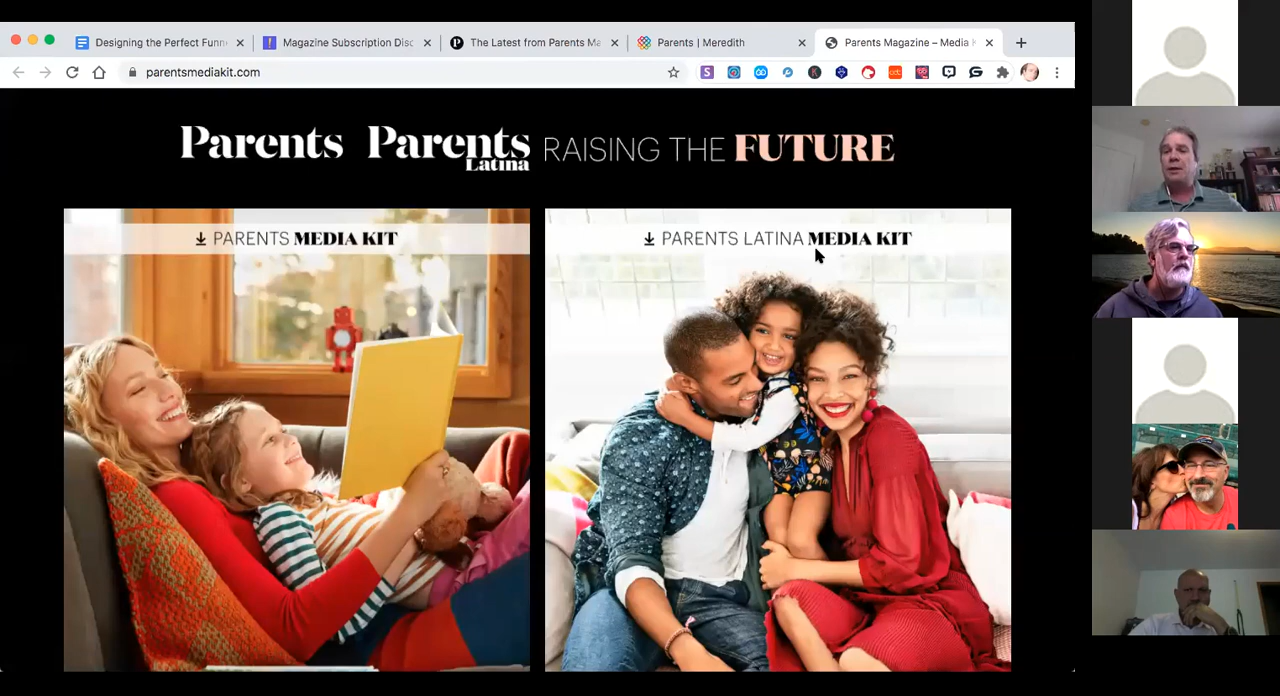 Designing the Perfect Funn
Magazine Subscription Disc
The Latest from Parents Ma
Parents | Meredith
Parents Magazine – Media K
parentsmediakit.com
Parents Parents Latina RAISING THE FUTURE
PARENTS MEDIA KIT
PARENTS LATINA MEDIA KIT